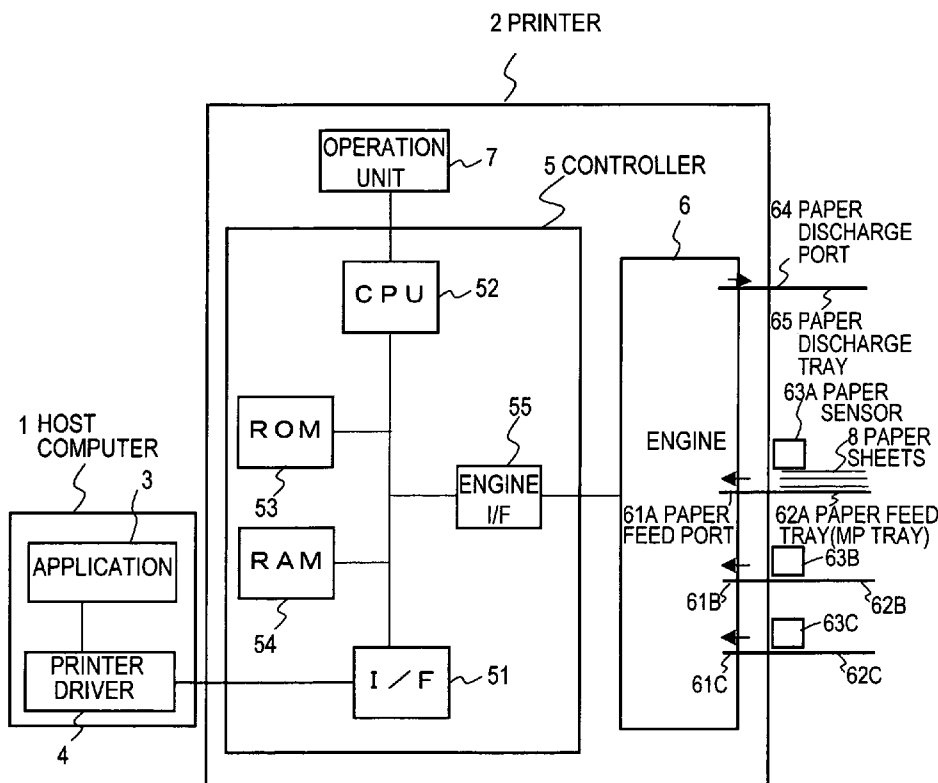 2 PRINTER
OPERATION
UNIT
7
5 CONTROLLER
6
64 PAPER
DISCHARGE
PORT
CPU
52
65 PAPER
DISCHARGE
TRAY
63A PAPER
SENSOR
8 PAPER
SHEETS
1 HOST
COMPUTER
3
ROM
53
55
ENGINE
I/F
ENGINE
61A PAPER
FEED PORT
62A PAPER FEED
TRAY(MP TRAY)
APPLICATION
RAM
54
63B
61B
62B
63C
61C
62C
PRINTER
DRIVER
4
I/F
51